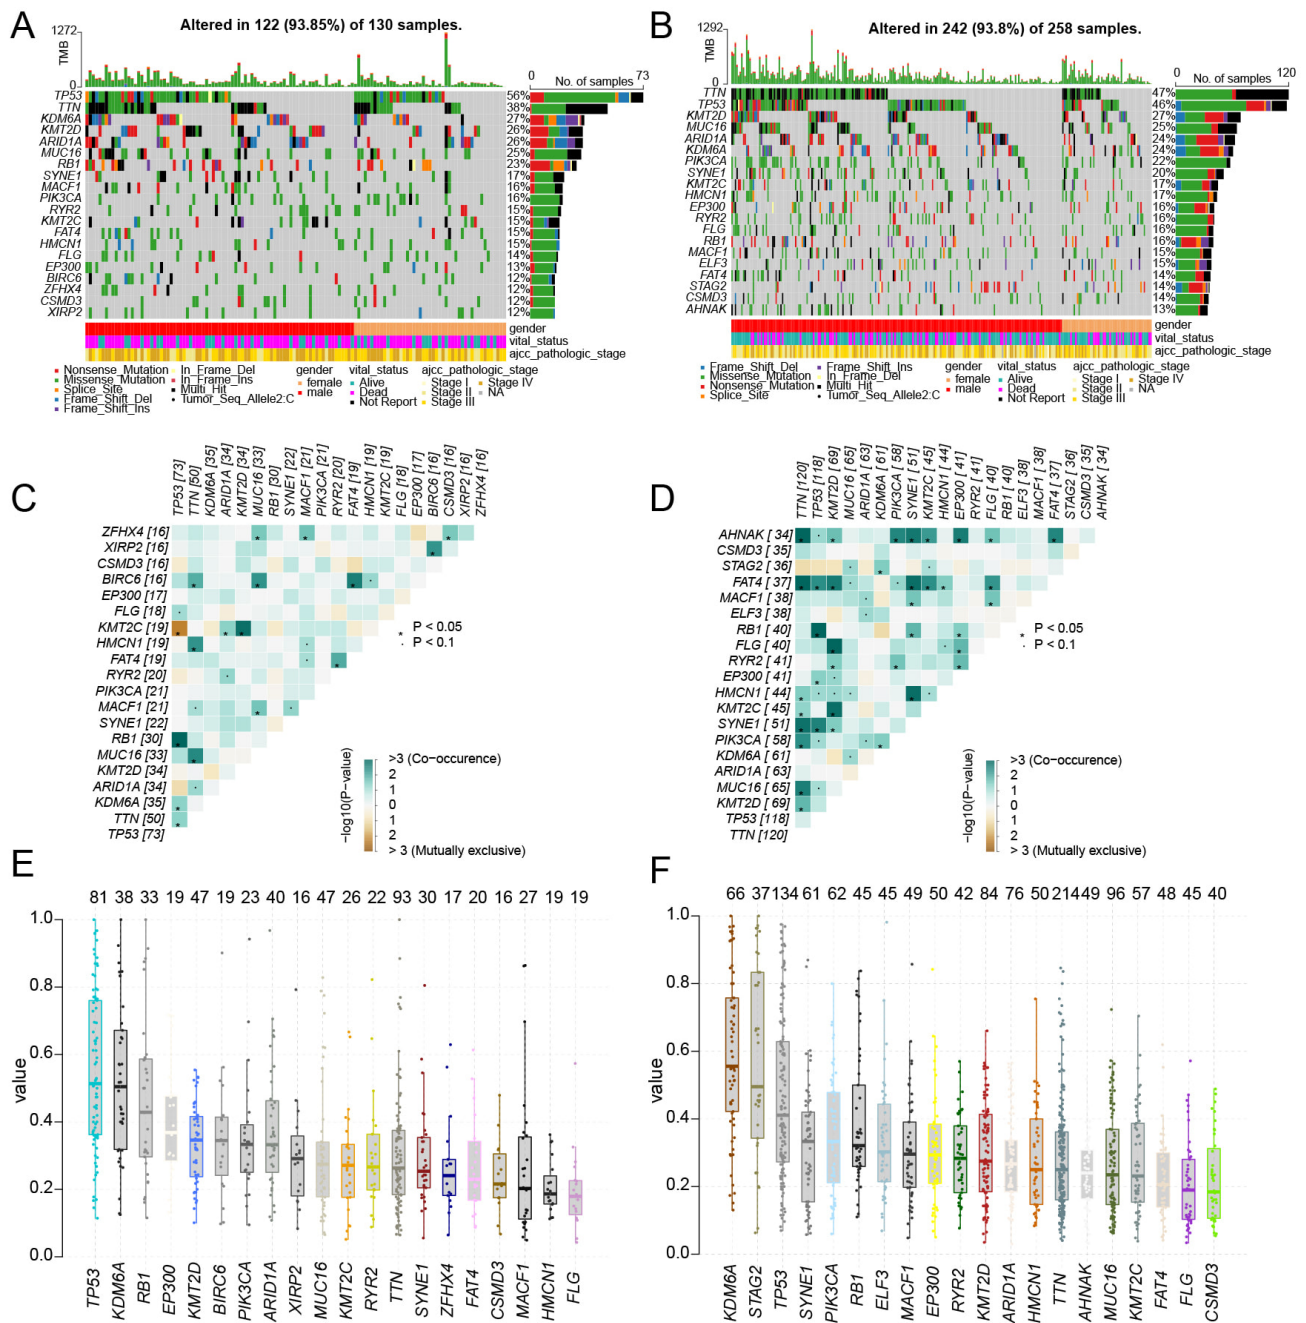 A
Altered in 122 (93.85%) of 130 samples.
1272
TMB
0
0
73
No. of samples
TP53 56%
TTN 38%
KDM6A 27%
KMT2D 26%
ARID1A 26%
MUC16 25%
RB1 23%
SYNE1 17%
MACF1 16%
PIK3CA 16%
RYR2 15%
KMT2C 15%
FAT4 15%
HMCN1 15%
FLG 14%
EP300 13%
BIRC6 12%
ZFHX4 12%
CSMD3 12%
XIRP2 12%
gender
vital_status
ajcc_pathologic_stage
Nonsense_Mutation In_Frame_Del gender vital_status ajcc_pathologic_stage
Missense_Mutation In_Frame_Ins female Alive Stage I Stage IV
Splice_Site Multi_Hit male Dead Stage II NA
Frame_Shift_Del Tumor_Seq_Allele2:C Not Report Stage III
Frame_Shift_Ins
B
Altered in 242 (93.8%) of 258 samples.
1292
TMB
0
0
120
No. of samples
TTN 47%
TP53 46%
KMT2D 27%
MUC16 25%
ARID1A 24%
KDM6A 24%
PIK3CA 22%
SYNE1 20%
KMT2C 17%
HMCN1 17%
EP300 16%
RYR2 16%
FLG 16%
RB1 16%
MACF1 15%
ELF3 15%
FAT4 14%
STAG2 14%
CSMD3 14%
AHNAK 13%
gender
vital_status
ajcc_pathologic_stage
Frame_Shift_Del Frame_Shift_Ins gender vital_status ajcc_pathologic_stage
Missense_Mutation In_Frame_Del female Alive Stage I Stage IV
Nonsense_Mutation Multi_Hit male Dead Stage II NA
Splice_Site Tumor_Seq_Allele2:C Not Report Stage III
C
TP53 [73]
TTN [50]
KDM6A [35]
ARID1A [34]
KMT2D [34]
MUC16 [33]
RB1 [30]
SYNE1 [22]
MACF1 [21]
PIK3CA [21]
RYR2 [20]
FAT4 [19]
HMCN1 [19]
KMT2C [19]
FLG [18]
EP300 [17]
BIRC6 [16]
CSMD3 [16]
XIRP2 [16]
ZFHX4 [16]
ZFHX4 [16]
XIRP2 [16]
CSMD3 [16]
BIRC6 [16]
EP300 [17]
FLG [18]
KMT2C [19]
HMCN1 [19]
FAT4 [19]
RYR2 [20]
PIK3CA [21]
MACF1 [21]
SYNE1 [22]
RB1 [30]
MUC16 [33]
KMT2D [34]
ARID1A [34]
KDM6A [35]
TTN [50]
TP53 [73]
* P < 0.05
· P < 0.1
−log10(P−value)
>3 (Co−occurence)
2
1
0
1
2
> 3 (Mutually exclusive)
D
TTN [120]
TP53 [118]
KMT2D [ 69]
MUC16 [ 65]
ARID1A [ 63]
KDM6A [ 61]
PIK3CA [ 58]
SYNE1 [ 51]
KMT2C [ 45]
HMCN1 [ 44]
EP300 [ 41]
RYR2 [ 41]
FLG [ 40]
RB1 [ 40]
ELF3 [ 38]
MACF1 [ 38]
FAT4 [ 37]
STAG2 [ 36]
CSMD3 [ 35]
AHNAK [ 34]
AHNAK [ 34]
CSMD3 [ 35]
STAG2 [ 36]
FAT4 [ 37]
MACF1 [ 38]
ELF3 [ 38]
RB1 [ 40]
FLG [ 40]
RYR2 [ 41]
EP300 [ 41]
HMCN1 [ 44]
KMT2C [ 45]
SYNE1 [ 51]
PIK3CA [ 58]
KDM6A [ 61]
ARID1A [ 63]
MUC16 [ 65]
KMT2D [ 69]
TP53 [118]
TTN [120]
* P < 0.05
· P < 0.1
−log10(P−value)
>3 (Co−occurence)
2
1
0
1
2
> 3 (Mutually exclusive)
E
81 38 33 19 47 19 23 40 16 47 26 22 93 30 17 20 16 27 19 19
value
1.0
0.8
0.6
0.4
0.2
0.0
TP53 KDM6A RB1 EP300 KMT2D BIRC6 PIK3CA ARID1A XIRP2 MUC16 KMT2C RYR2 TTN SYNE1 ZFHX4 FAT4 CSMD3 MACF1 HMCN1 FLG
F
66 37 134 61 62 45 45 49 50 42 84 76 50 214 49 96 57 48 45 40
value
1.0
0.8
0.6
0.4
0.2
0.0
KDM6A STAG2 TP53 SYNE1 PIK3CA RB1 ELF3 MACF1 EP300 RYR2 KMT2D ARID1A HMCN1 TTN AHNAK MUC16 KMT2C FAT4 FLG CSMD3